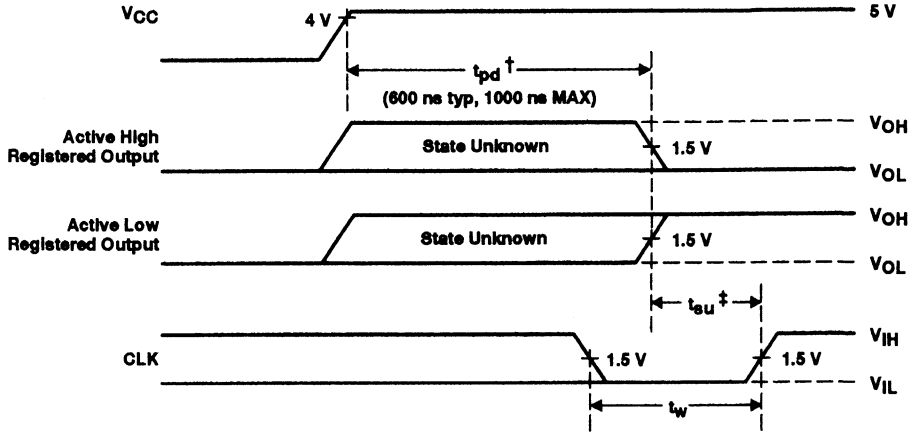 VCC
4 V
5 V
tpd †
(600 ns typ, 1000 ns MAX)
Active High
Registered Output
State Unknown
1.5 V
VOH
VOL
Active Low
Registered Output
State Unknown
1.5 V
VOH
VOL
tsu ‡
CLK
1.5 V
1.5 V
VIH
VIL
tw